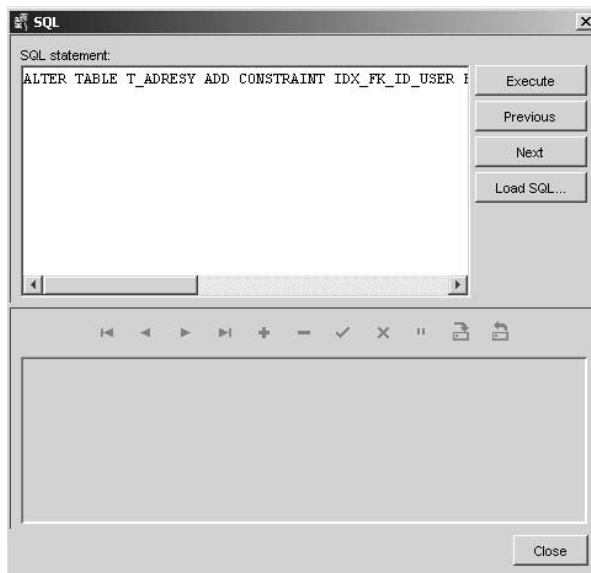 SQL
SQL statement:
ALTER TABLE T_ADRESY ADD CONSTRAINT IDX_FK_ID_USER
Execute
Previous
Next
Load SQL...
Close